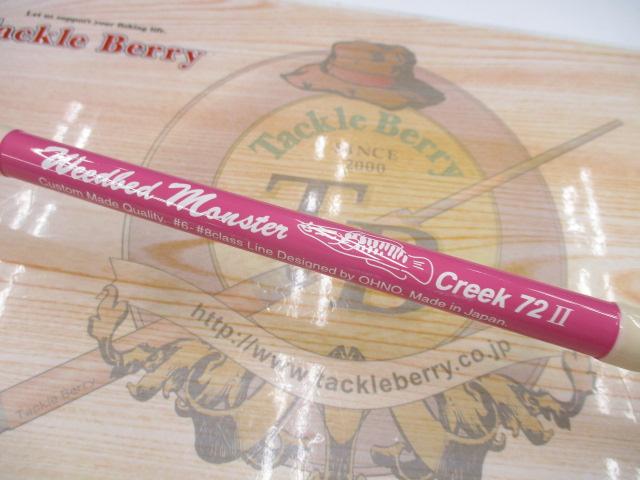 Let us support your fishing life.
Tackle Berry
Tackle Berry
SINCE
2000
TB
Weedbed Monster
Creek 72 II
Custom Made Quality. #6-#8class Line Designed by OHNO. Made in Japan.
http://www.tackleberry.co.jp
Tackle Berry